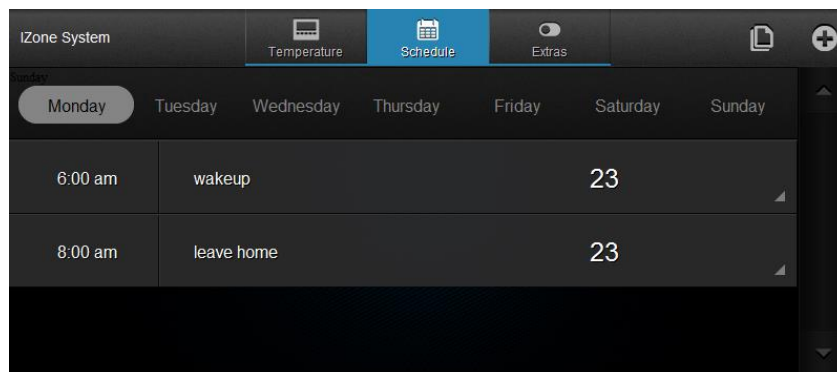 IZone System
Temperature
Schedule
Extras
Sunday
Monday Tuesday Wednesday Thursday Friday Saturday Sunday
6:00 am wakeup 23
8:00 am leave home 23